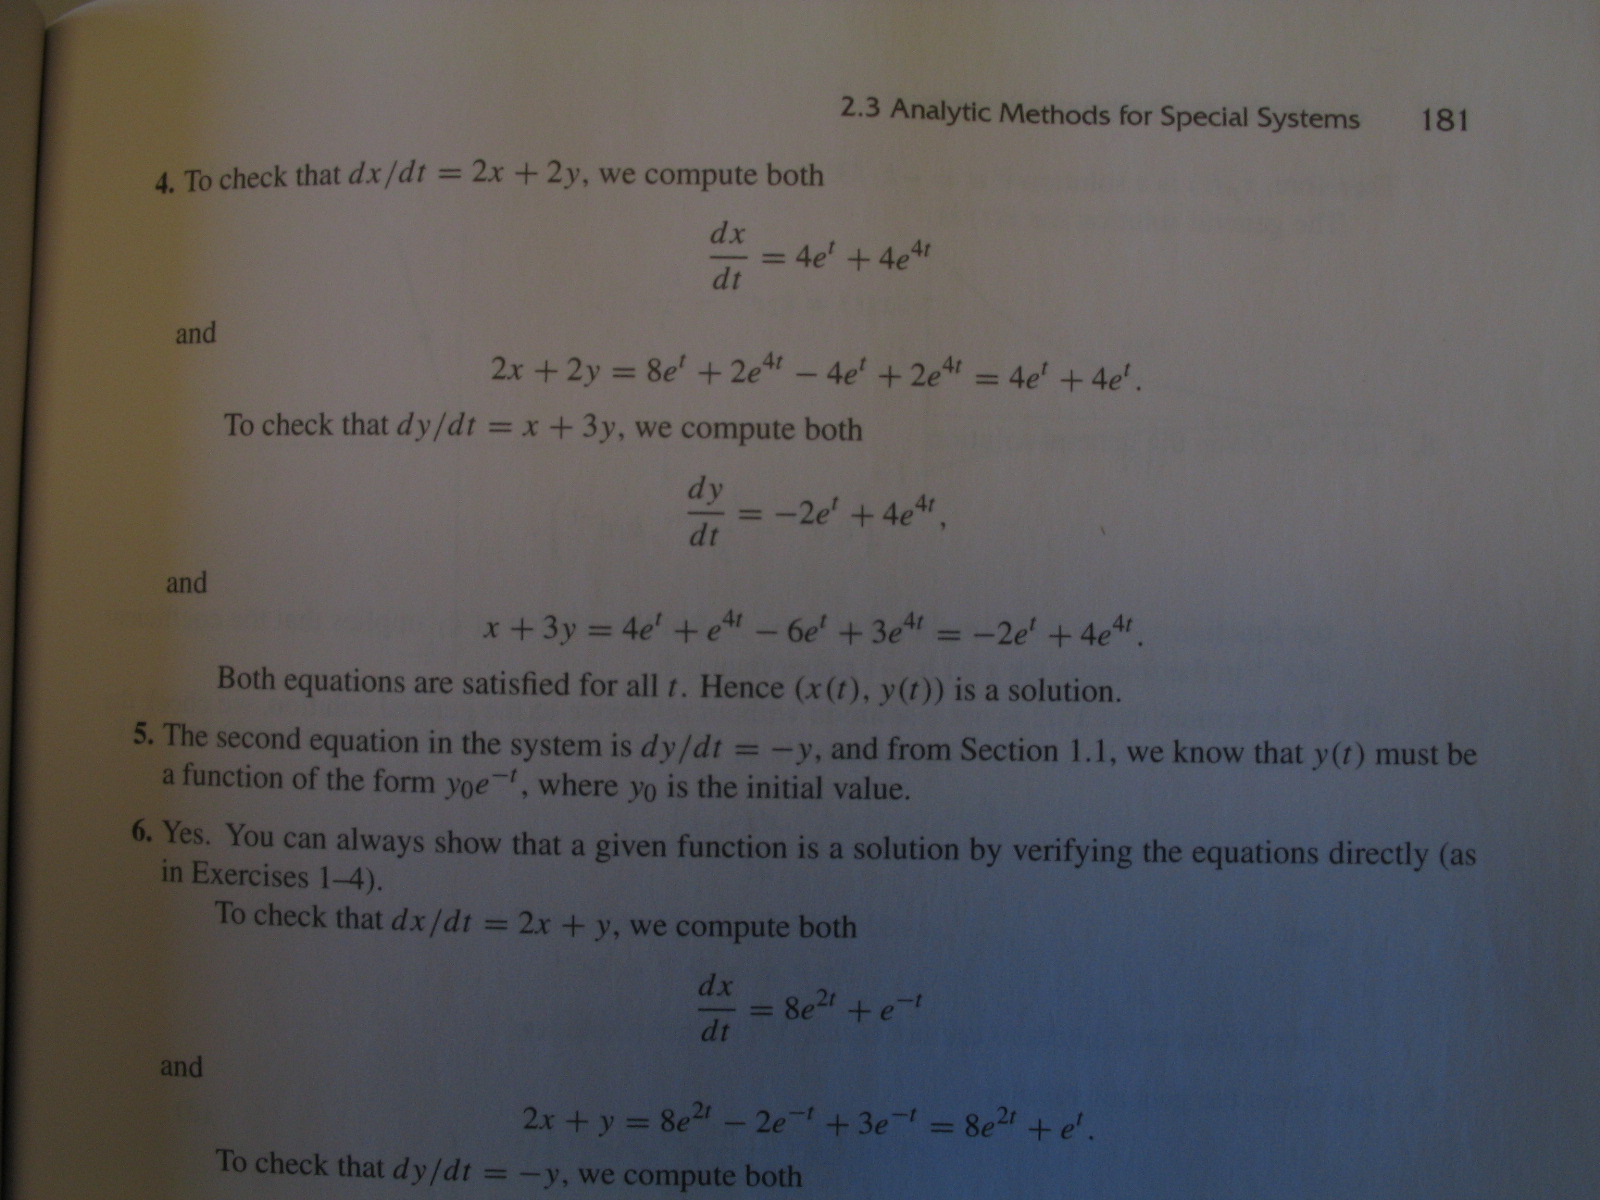 2.3 Analytic Methods for Special Systems 181
4. To check that dx/dt = 2x + 2y, we compute both
dx/dt = 4e^t + 4e^{4t}
and
2x + 2y = 8e^t + 2e^{4t} − 4e^t + 2e^{4t} = 4e^t + 4e^t.
To check that dy/dt = x + 3y, we compute both
dy/dt = −2e^t + 4e^{4t},
and
x + 3y = 4e^t + e^{4t} − 6e^t + 3e^{4t} = −2e^t + 4e^{4t}.
Both equations are satisfied for all t. Hence (x(t), y(t)) is a solution.
5. The second equation in the system is dy/dt = −y, and from Section 1.1, we know that y(t) must be
a function of the form y₀e^{−t}, where y₀ is the initial value.
6. Yes. You can always show that a given function is a solution by verifying the equations directly (as
in Exercises 1–4).
To check that dx/dt = 2x + y, we compute both
dx/dt = 8e^{2t} + e^{−t}
and
2x + y = 8e^{2t} − 2e^{−t} + 3e^{−t} = 8e^{2t} + e^t.
To check that dy/dt = −y, we compute both